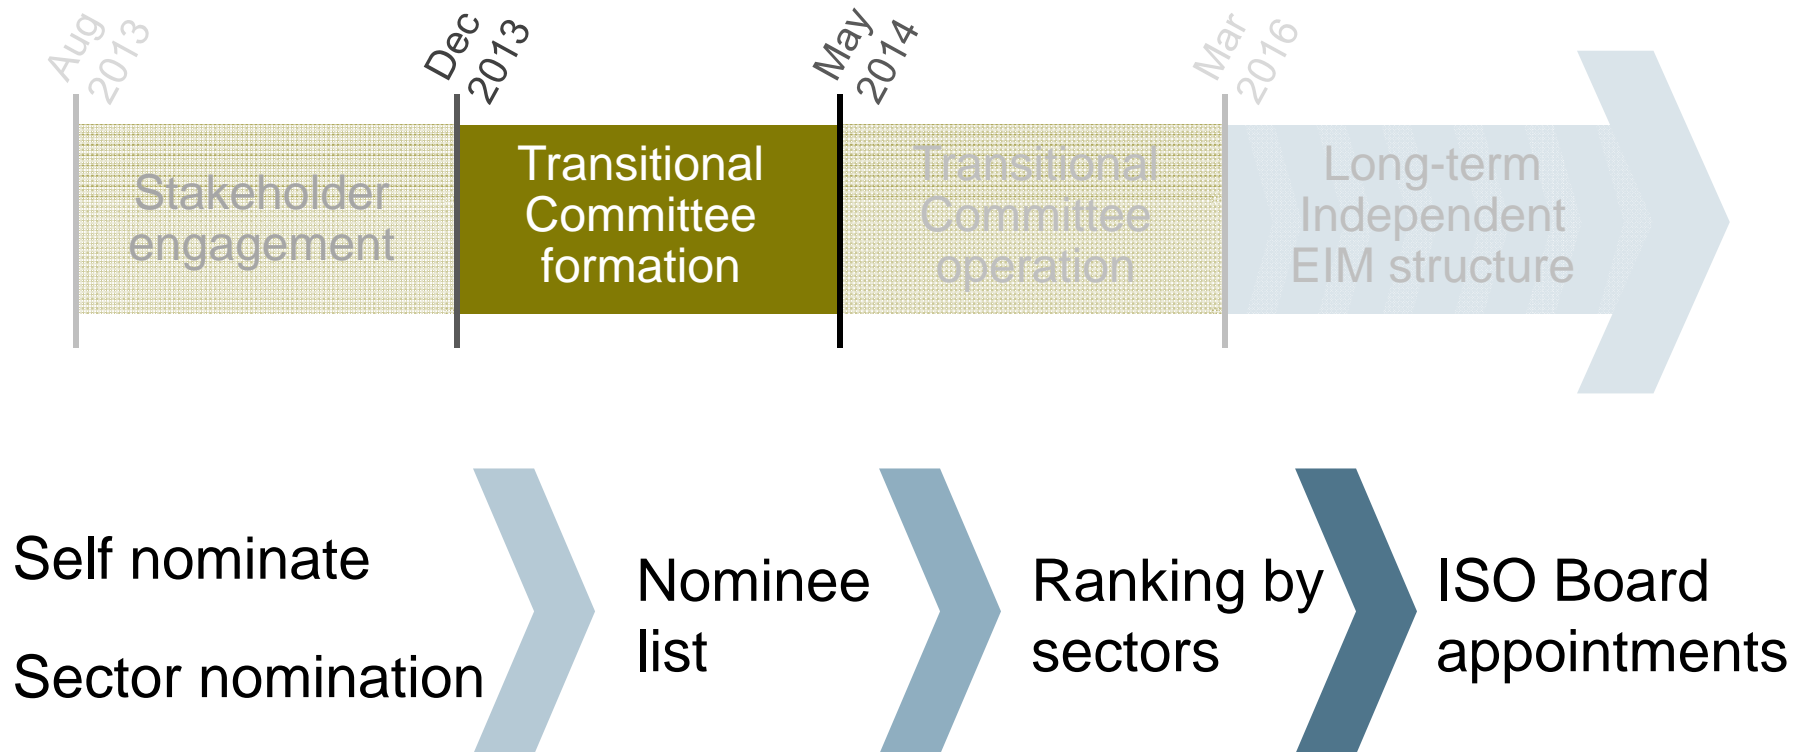 Aug
2013
Dec
2013
May
2014
Mar
2016
Stakeholder
engagement
Transitional
Committee
formation
Transitional
Committee
operation
Long-term
Independent
EIM structure
Self nominate
Sector nomination
Nominee
list
Ranking by
sectors
ISO Board
appointments